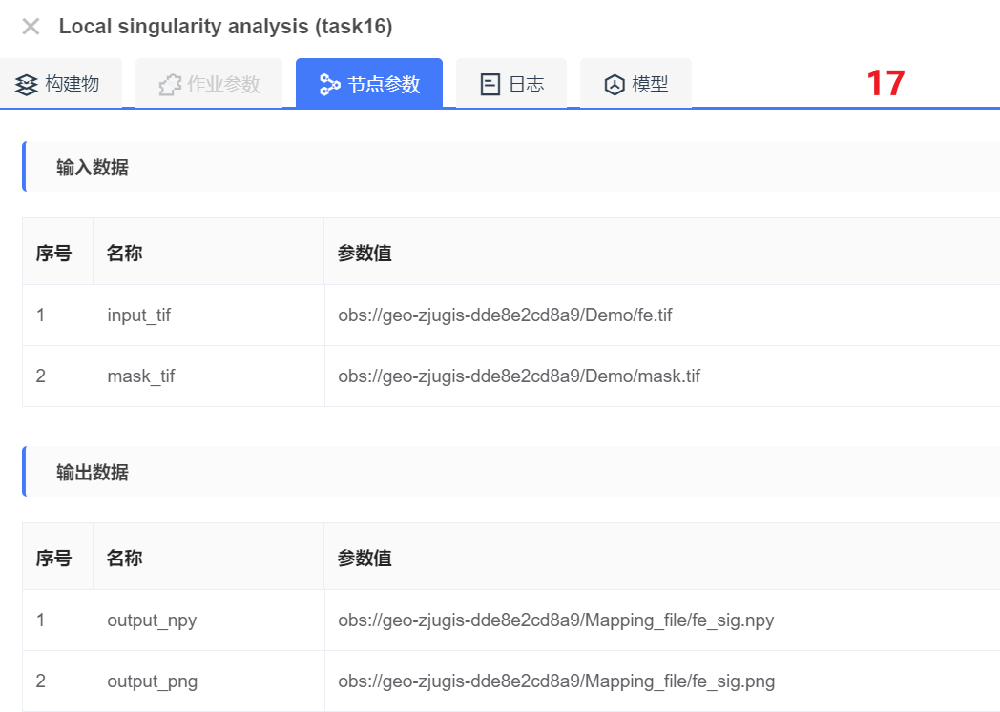 Local singularity analysis (task16)
构建物 作业参数 节点参数 日志 模型 17
输入数据
序号 名称 参数值
1 input_tif obs://geo-zjugis-dde8e2cd8a9/Demo/fe.tif
2 mask_tif obs://geo-zjugis-dde8e2cd8a9/Demo/mask.tif
输出数据
序号 名称 参数值
1 output_npy obs://geo-zjugis-dde8e2cd8a9/Mapping_file/fe_sig.npy
2 output_png obs://geo-zjugis-dde8e2cd8a9/Mapping_file/fe_sig.png